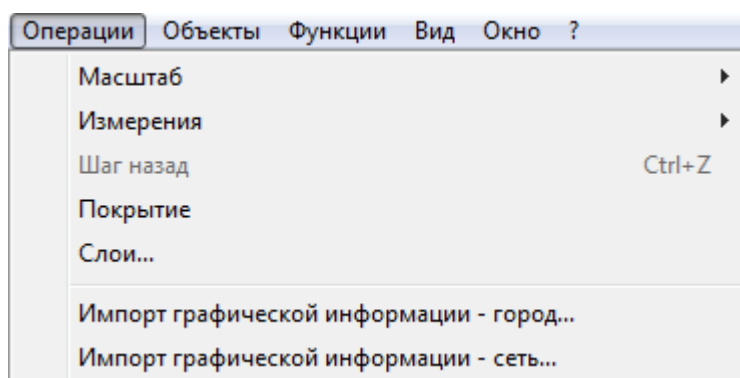 Операции Объекты Функции Вид Окно ?
Масштаб
Измерения
Шаг назад Ctrl+Z
Покрытие
Слои...
Импорт графической информации - город...
Импорт графической информации - сеть...